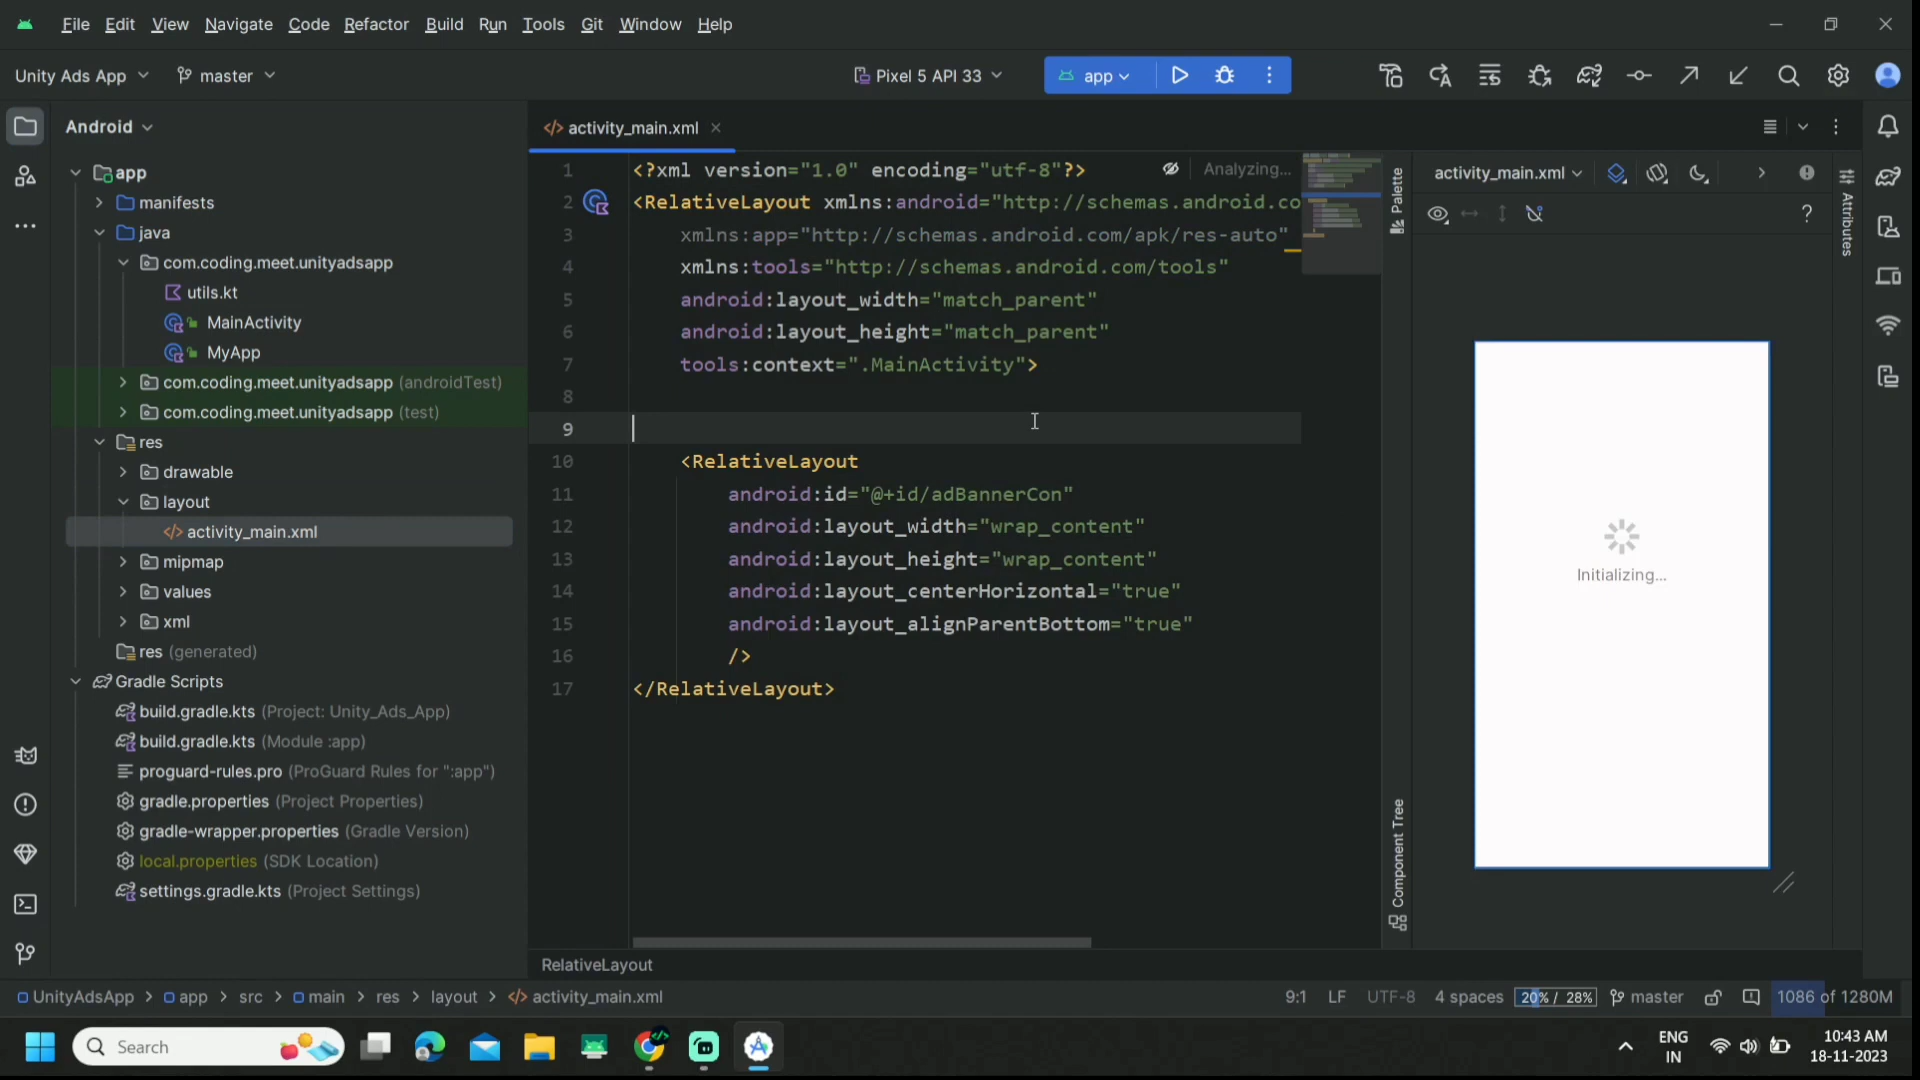 File Edit View Navigate Code Refactor Build Run Tools Git Window Help
Unity Ads App master Pixel 5 API 33 app
Android
app
manifests
java
com.coding.meet.unityadsapp
utils.kt
MainActivity
MyApp
com.coding.meet.unityadsapp (androidTest)
com.coding.meet.unityadsapp (test)
res
drawable
layout
activity_main.xml
mipmap
values
xml
res (generated)
Gradle Scripts
build.gradle.kts (Project: Unity_Ads_App)
build.gradle.kts (Module :app)
proguard-rules.pro (ProGuard Rules for ":app")
gradle.properties (Project Properties)
gradle-wrapper.properties (Gradle Version)
local.properties (SDK Location)
settings.gradle.kts (Project Settings)
activity_main.xml
1 <?xml version="1.0" encoding="utf-8"?>
Analyzing...
2 <RelativeLayout xmlns:android="http://schemas.android.co
3 xmlns:app="http://schemas.android.com/apk/res-auto"
4 xmlns:tools="http://schemas.android.com/tools"
5 android:layout_width="match_parent"
6 android:layout_height="match_parent"
7 tools:context=".MainActivity">
8
9
10 <RelativeLayout
11 android:id="@+id/adBannerCon"
12 android:layout_width="wrap_content"
13 android:layout_height="wrap_content"
14 android:layout_centerHorizontal="true"
15 android:layout_alignParentBottom="true"
16 />
17 </RelativeLayout>
RelativeLayout
Palette
Component Tree
activity_main.xml
?
Initializing...
Attributes
UnityAdsApp > app > src > main > res > layout > activity_main.xml
9:1 LF UTF-8 4 spaces 20% / 28% master 1086 of 1280M
Search
ENG
IN
10:43 AM
18-11-2023